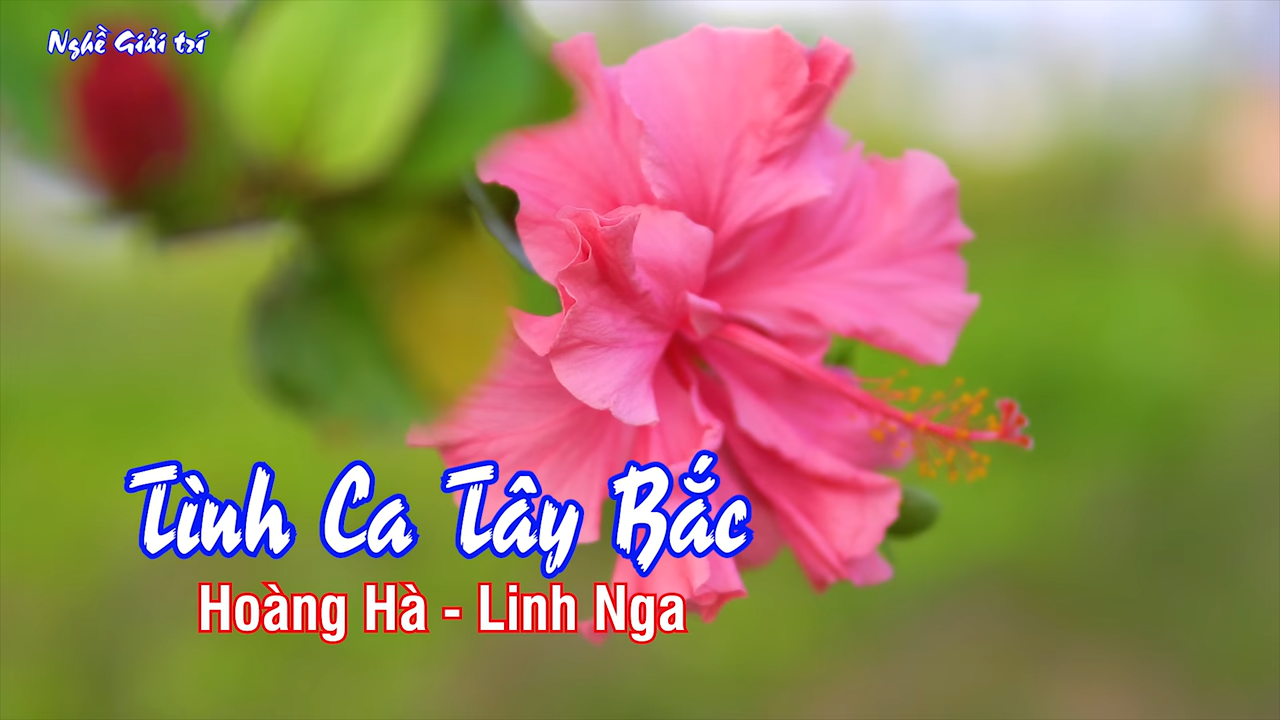 Nghề Giải trí
Tình Ca Tây Bắc
Hoàng Hà - Linh Nga